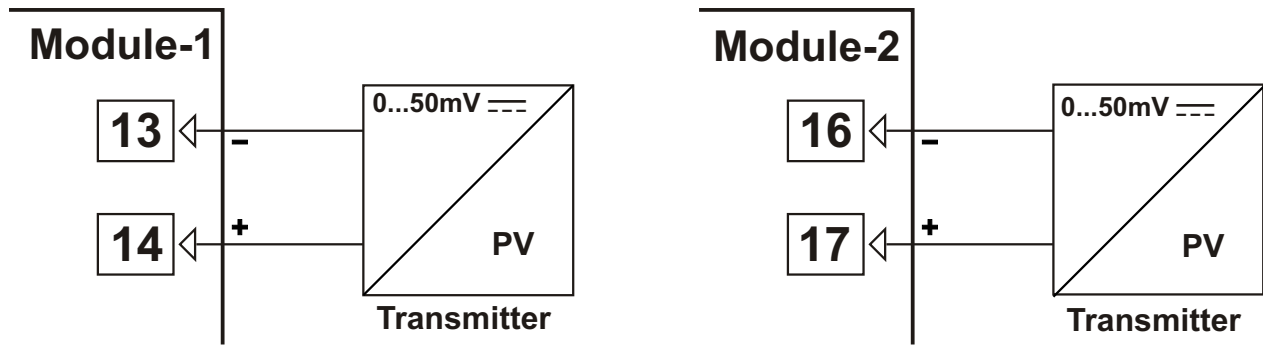 Module-1
0...50mV
13
-
14
+
PV
Transmitter
Module-2
0...50mV
16
-
17
+
PV
Transmitter